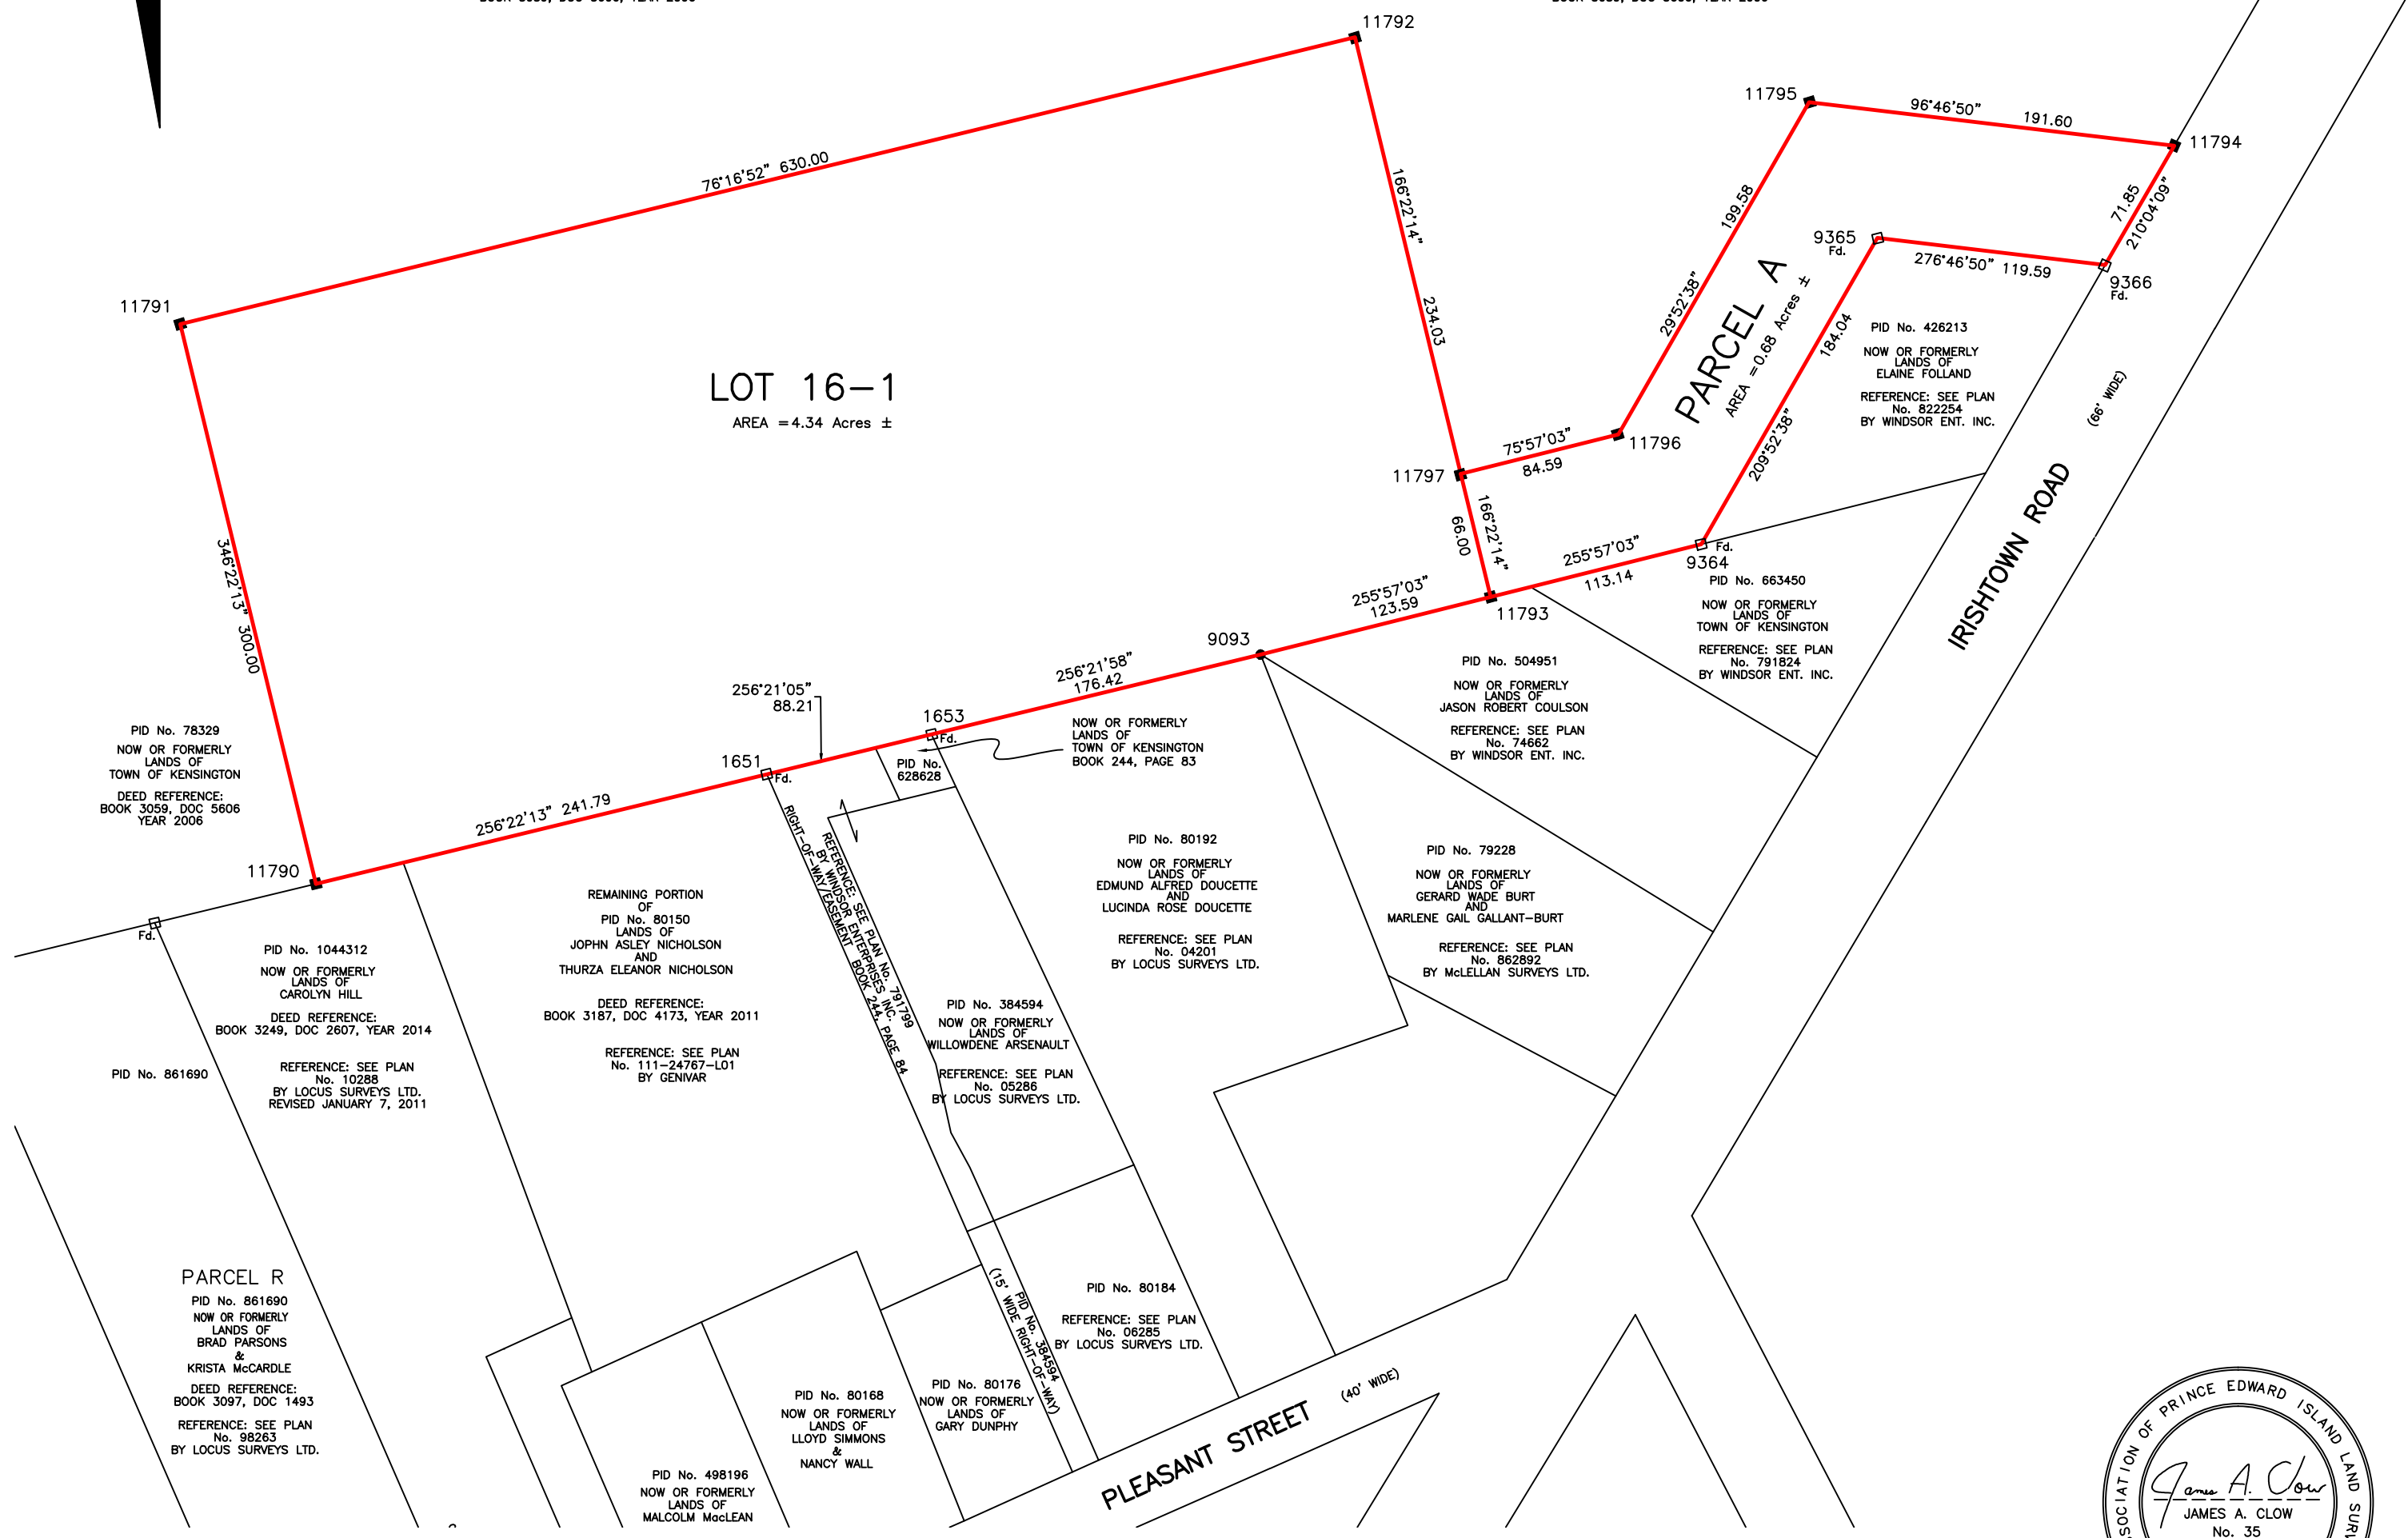 11792
11795
96°46'50" 191.60
11794
76°16'52" 630.00
166°22'14"
234.03
199.58
29°52'38"
71.85
210°04'09"
9365
Fd.
276°46'50" 119.59
9366
Fd.
11791
PARCEL A
AREA =0.68 Acres ±
184.04
209°52'38"
PID No. 426213
NOW OR FORMERLY
LANDS OF
ELAINE FOLLAND
REFERENCE: SEE PLAN
No. 822254
BY WINDSOR ENT. INC.
(66' WIDE)
IRISHTOWN ROAD
LOT 16-1
AREA =4.34 Acres ±
75°57'03"
84.59
11796
11797
166°22'14"
66.00
255°57'03"
113.14
Fd.
9364
11793
255°57'03"
123.59
PID No. 663450
NOW OR FORMERLY
LANDS OF
TOWN OF KENSINGTON
REFERENCE: SEE PLAN
No. 791824
BY WINDSOR ENT. INC.
346°22'13" 300.00
9093
256°21'58"
176.42
PID No. 504951
NOW OR FORMERLY
LANDS OF
JASON ROBERT COULSON
REFERENCE: SEE PLAN
No. 74662
BY WINDSOR ENT. INC.
256°21'05"
88.21
1653
Fd.
NOW OR FORMERLY
LANDS OF
TOWN OF KENSINGTON
BOOK 244, PAGE 83
PID No.
628628
1651
Fd.
PID No. 78329
NOW OR FORMERLY
LANDS OF
TOWN OF KENSINGTON
DEED REFERENCE:
BOOK 3059, DOC 5606
YEAR 2006
256°22'13" 241.79
11790
Fd.
REFERENCE: SEE PLAN No. 791799
BY WINDSOR ENTERPRISES INC.
RIGHT-OF-WAY/EASEMENT BOOK 244, PAGE 84
PID No. 80192
NOW OR FORMERLY
LANDS OF
EDMUND ALFRED DOUCETTE
AND
LUCINDA ROSE DOUCETTE
REFERENCE: SEE PLAN
No. 04201
BY LOCUS SURVEYS LTD.
PID No. 79228
NOW OR FORMERLY
LANDS OF
GERARD WADE BURT
AND
MARLENE GAIL GALLANT-BURT
REFERENCE: SEE PLAN
No. 862892
BY McLELLAN SURVEYS LTD.
REMAINING PORTION
OF
PID No. 80150
LANDS OF
JOPHN ASLEY NICHOLSON
AND
THURZA ELEANOR NICHOLSON
DEED REFERENCE:
BOOK 3187, DOC 4173, YEAR 2011
REFERENCE: SEE PLAN
No. 111-24767-L01
BY GENIVAR
PID No. 1044312
NOW OR FORMERLY
LANDS OF
CAROLYN HILL
DEED REFERENCE:
BOOK 3249, DOC 2607, YEAR 2014
REFERENCE: SEE PLAN
No. 10288
BY LOCUS SURVEYS LTD.
REVISED JANUARY 7, 2011
PID No. 861690
PID No. 384594
NOW OR FORMERLY
LANDS OF
WILLOWDENE ARSENAULT
REFERENCE: SEE PLAN
No. 05286
BY LOCUS SURVEYS LTD.
PARCEL R
PID No. 861690
NOW OR FORMERLY
LANDS OF
BRAD PARSONS
&
KRISTA McCARDLE
DEED REFERENCE:
BOOK 3097, DOC 1493
REFERENCE: SEE PLAN
No. 98263
BY LOCUS SURVEYS LTD.
PID No. 384594
(15' WIDE RIGHT-OF-WAY)
PID No. 80184
REFERENCE: SEE PLAN
No. 06285
BY LOCUS SURVEYS LTD.
PID No. 80176
NOW OR FORMERLY
LANDS OF
GARY DUNPHY
PID No. 80168
NOW OR FORMERLY
LANDS OF
LLOYD SIMMONS
&
NANCY WALL
PID No. 498196
NOW OR FORMERLY
LANDS OF
MALCOLM MacLEAN
PLEASANT STREET
(40' WIDE)
OF PRINCE EDWARD ISLAND LAND
James A. Clow
JAMES A. CLOW
No. 35